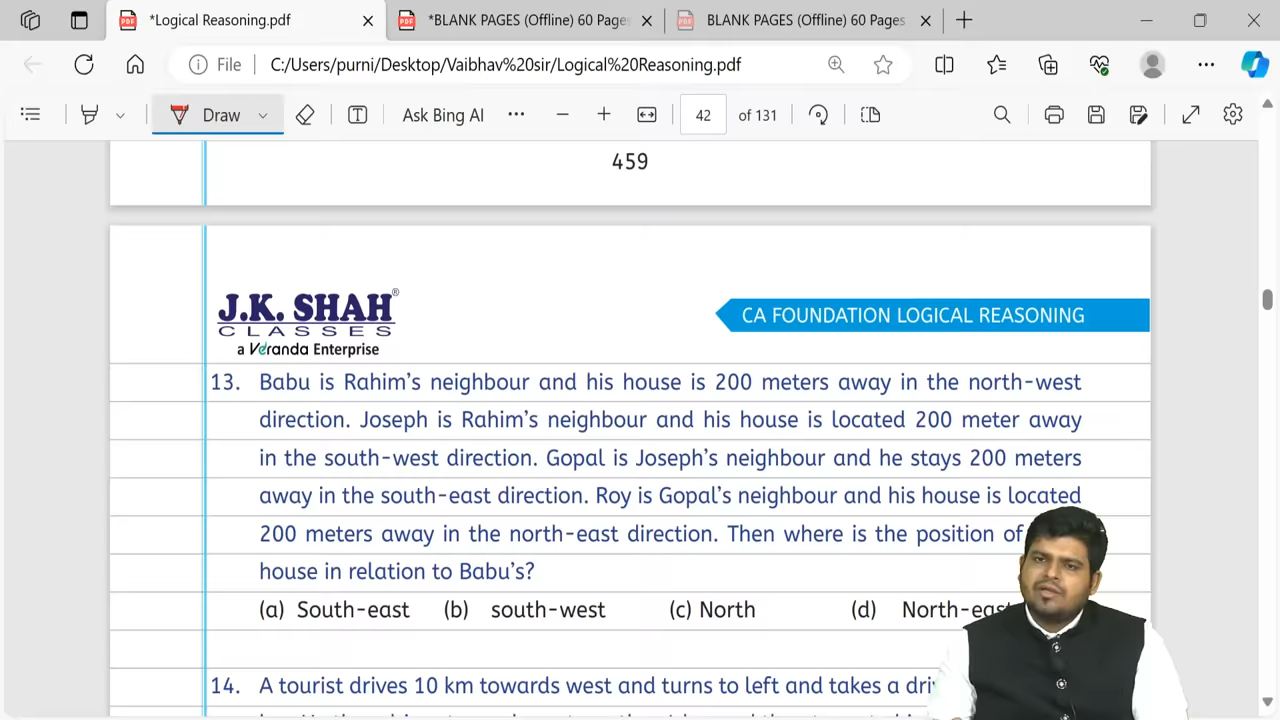 *Logical Reasoning.pdf
*BLANK PAGES (Offline) 60 Pages
BLANK PAGES (Offline) 60 Pages
File
C:/Users/purni/Desktop/Vaibhav%20sir/Logical%20Reasoning.pdf
Draw
Ask Bing AI
42 of 131
459
J.K. SHAH®
CLASSES
a Veranda Enterprise
CA FOUNDATION LOGICAL REASONING
13. Babu is Rahim's neighbour and his house is 200 meters away in the north-west
direction. Joseph is Rahim's neighbour and his house is located 200 meter away
in the south-west direction. Gopal is Joseph's neighbour and he stays 200 meters
away in the south-east direction. Roy is Gopal's neighbour and his house is located
200 meters away in the north-east direction. Then where is the position of
house in relation to Babu's?
(a) South-east (b) south-west (c) North (d) North-east
14. A tourist drives 10 km towards west and turns to left and takes a